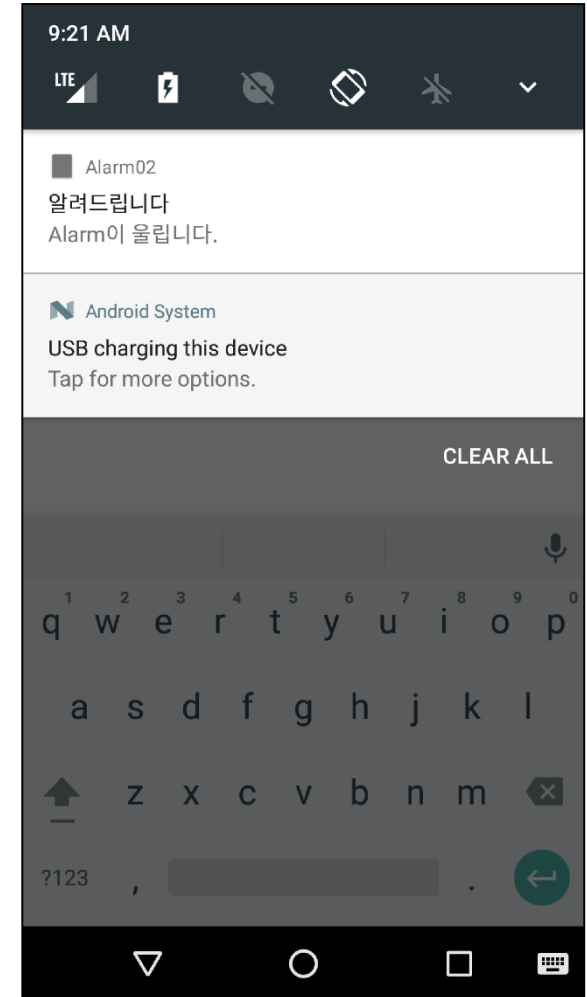 9:21 AM
LTE
Alarm02
알려드립니다
Alarm이 울립니다.
Android System
USB charging this device
Tap for more options.
CLEAR ALL
1 2 3 4 5 6 7 8 9 0
q w e r t y u i o p
a s d f g h j k l
z x c v b n m
?123 , .